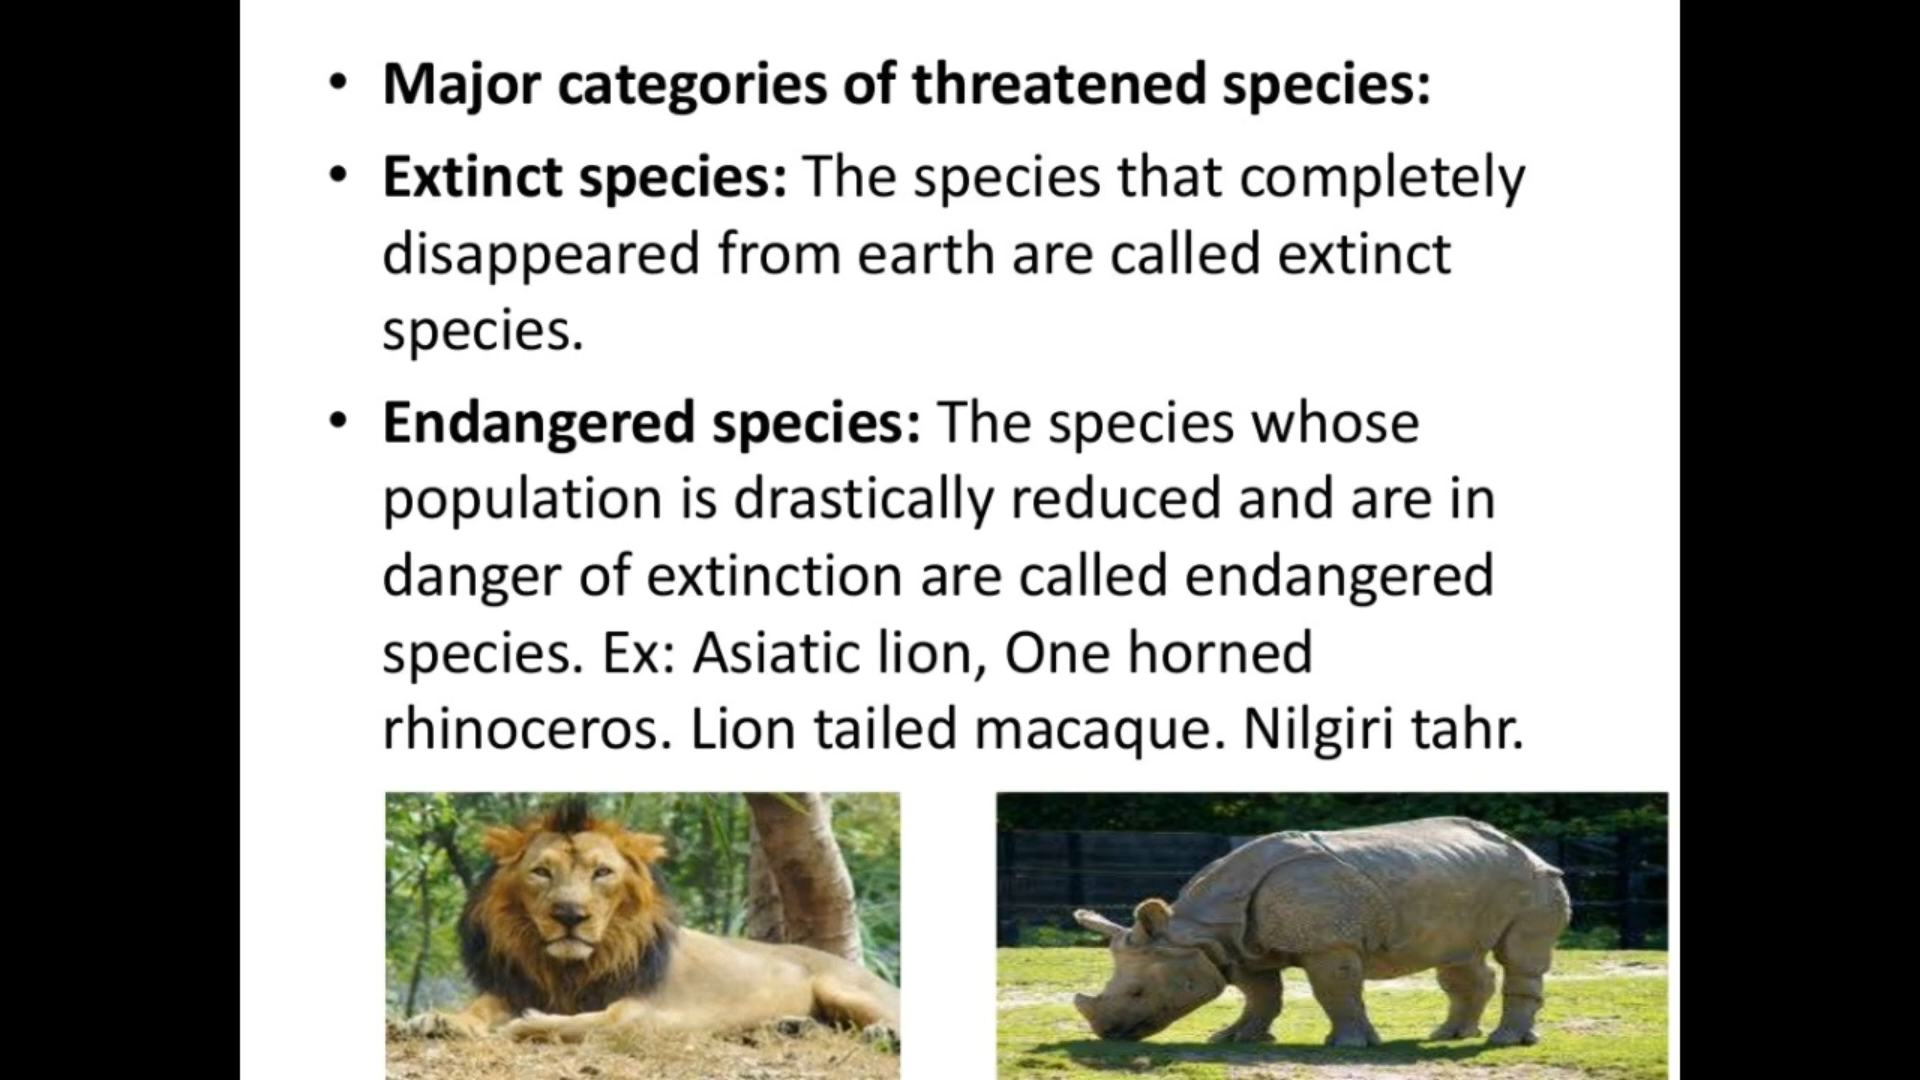 • Major categories of threatened species:
• Extinct species: The species that completely
disappeared from earth are called extinct
species.
• Endangered species: The species whose
population is drastically reduced and are in
danger of extinction are called endangered
species. Ex: Asiatic lion, One horned
rhinoceros. Lion tailed macaque. Nilgiri tahr.